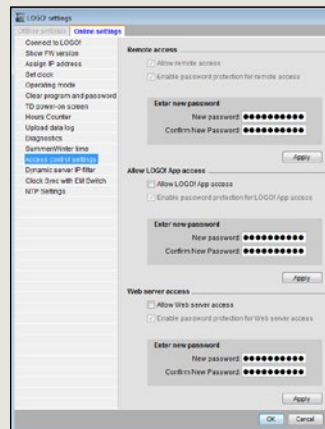 LOGO! settings
Offline settings Online settings
Connect to LOGO!
Show FW version
Assign IP address
Set clock
Operating mode
Clear program and password
TD power-on screen
Hours Counter
Upload data log
Diagnostics
Summer/Winter time
Access control settings
Dynamic server IP filter
Clock Sync with EM Switch
NTP Settings
Remote access
Allow remote access
Enable password protection for remote access
Enter new password
New password: ●●●●●●●●●●
Confirm New Password: ●●●●●●●●●●
Apply
Allow LOGO! App access
Allow LOGO! App access
Enable password protection for LOGO! App access
Enter new password
New password: ●●●●●●●●●●
Confirm New Password: ●●●●●●●●●●
Apply
Web server access
Allow Web server access
Enable password protection for Web server access
Enter new password
New password: ●●●●●●●●●●
Confirm New Password: ●●●●●●●●●●
Apply
OK Cancel